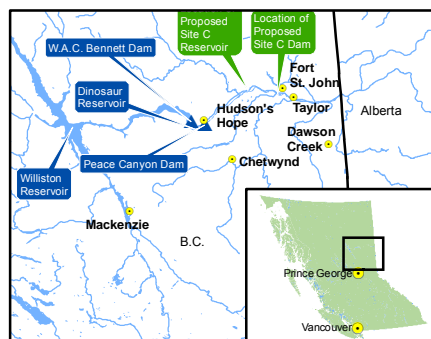 Proposed
Site C
Reservoir
Location of
Proposed
Site C Dam
W.A.C. Bennett Dam
Fort
St. John
Dinosaur
Reservoir
Taylor
Alberta
Hudson's
Hope
Dawson
Creek
Peace Canyon Dam
Chetwynd
Williston
Reservoir
Mackenzie
B.C.
Prince George
Vancouver